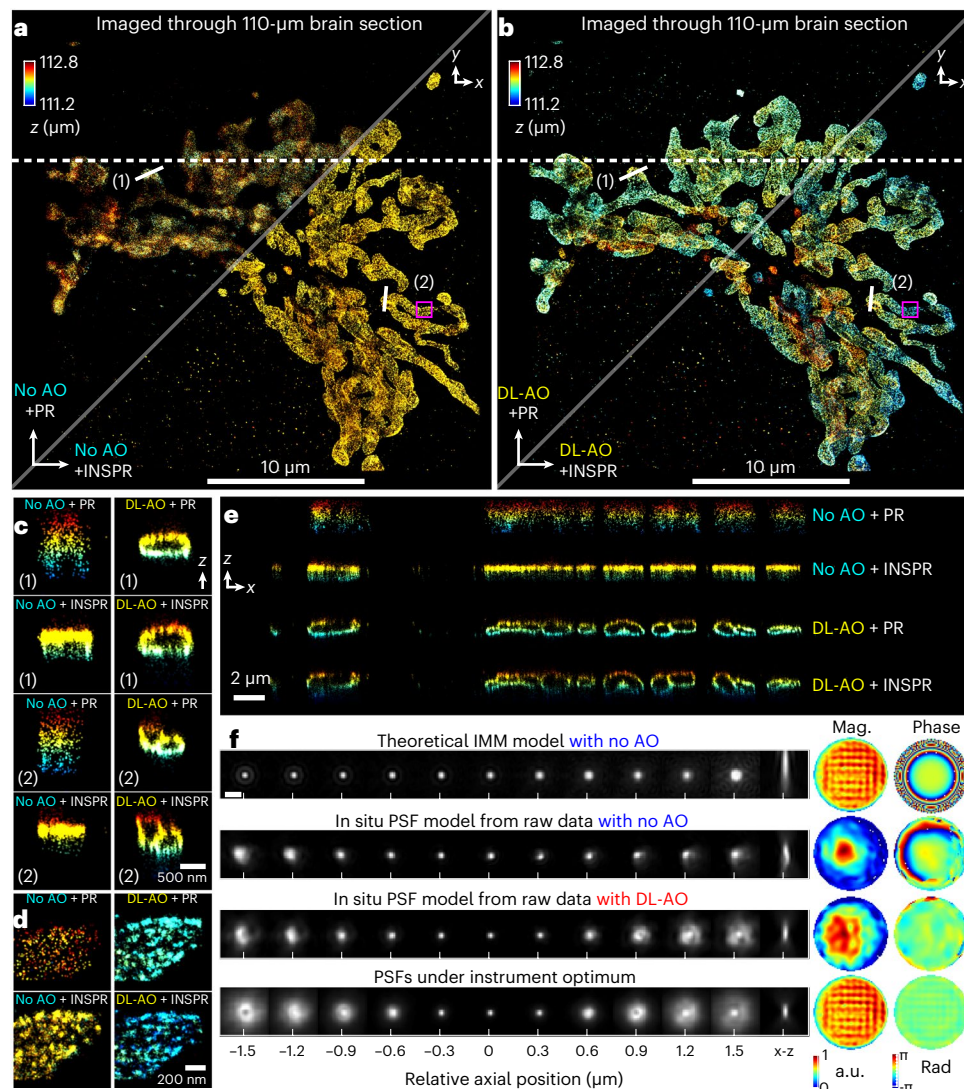 a
Imaged through 110-µm brain section
112.8
111.2
z (µm)
y
x
(1)
(2)
No AO
+PR
No AO
+INSPR
10 µm
b
Imaged through 110-µm brain section
112.8
111.2
z (µm)
y
x
(1)
(2)
DL-AO
+ PR
DL-AO
+INSPR
10 µm
c
No AO + PR
DL-AO + PR
z
(1)
(1)
No AO + INSPR
DL-AO + INSPR
(1)
(1)
No AO + PR
DL-AO + PR
(2)
(2)
No AO + INSPR
DL-AO + INSPR
(2)
(2)
500 nm
d
No AO + PR
DL-AO + PR
No AO + INSPR
DL-AO + INSPR
200 nm
e
z
x
No AO + PR
No AO + INSPR
DL-AO + PR
DL-AO + INSPR
2 µm
f
Theoretical IMM model with no AO
Mag.
Phase
In situ PSF model from raw data with no AO
In situ PSF model from raw data with DL-AO
PSFs under instrument optimum
−1.5 −1.2 −0.9 −0.6 −0.3 0 0.3 0.6 0.9 1.2 1.5 x-z
Relative axial position (µm)
1
0
a.u.
π
-π
Rad